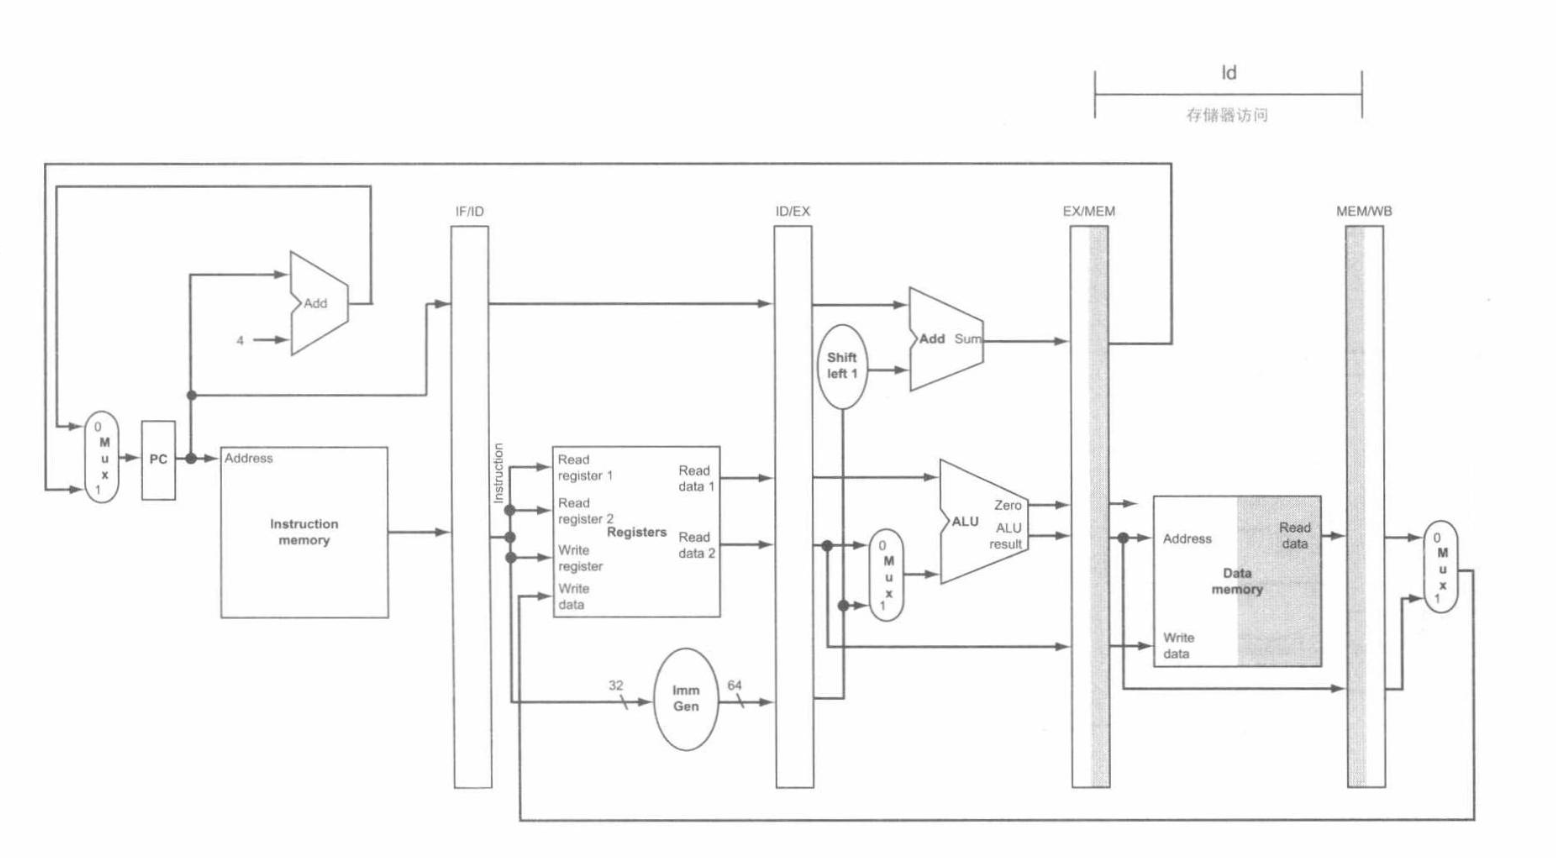 ld
存储器访问
IF/ID
ID/EX
EX/MEM
MEM/WB
Add
4
Add
Sum
Shift
left 1
0
M
u
x
1
PC
Address
Instruction
memory
Instruction
Read
register 1
Read
register 2
Write
register
Write
data
Registers
Read
data 1
Read
data 2
32
Imm
Gen
64
0
M
u
x
1
ALU
Zero
ALU
result
Address
Read
data
Data
memory
Write
data
0
M
u
x
1